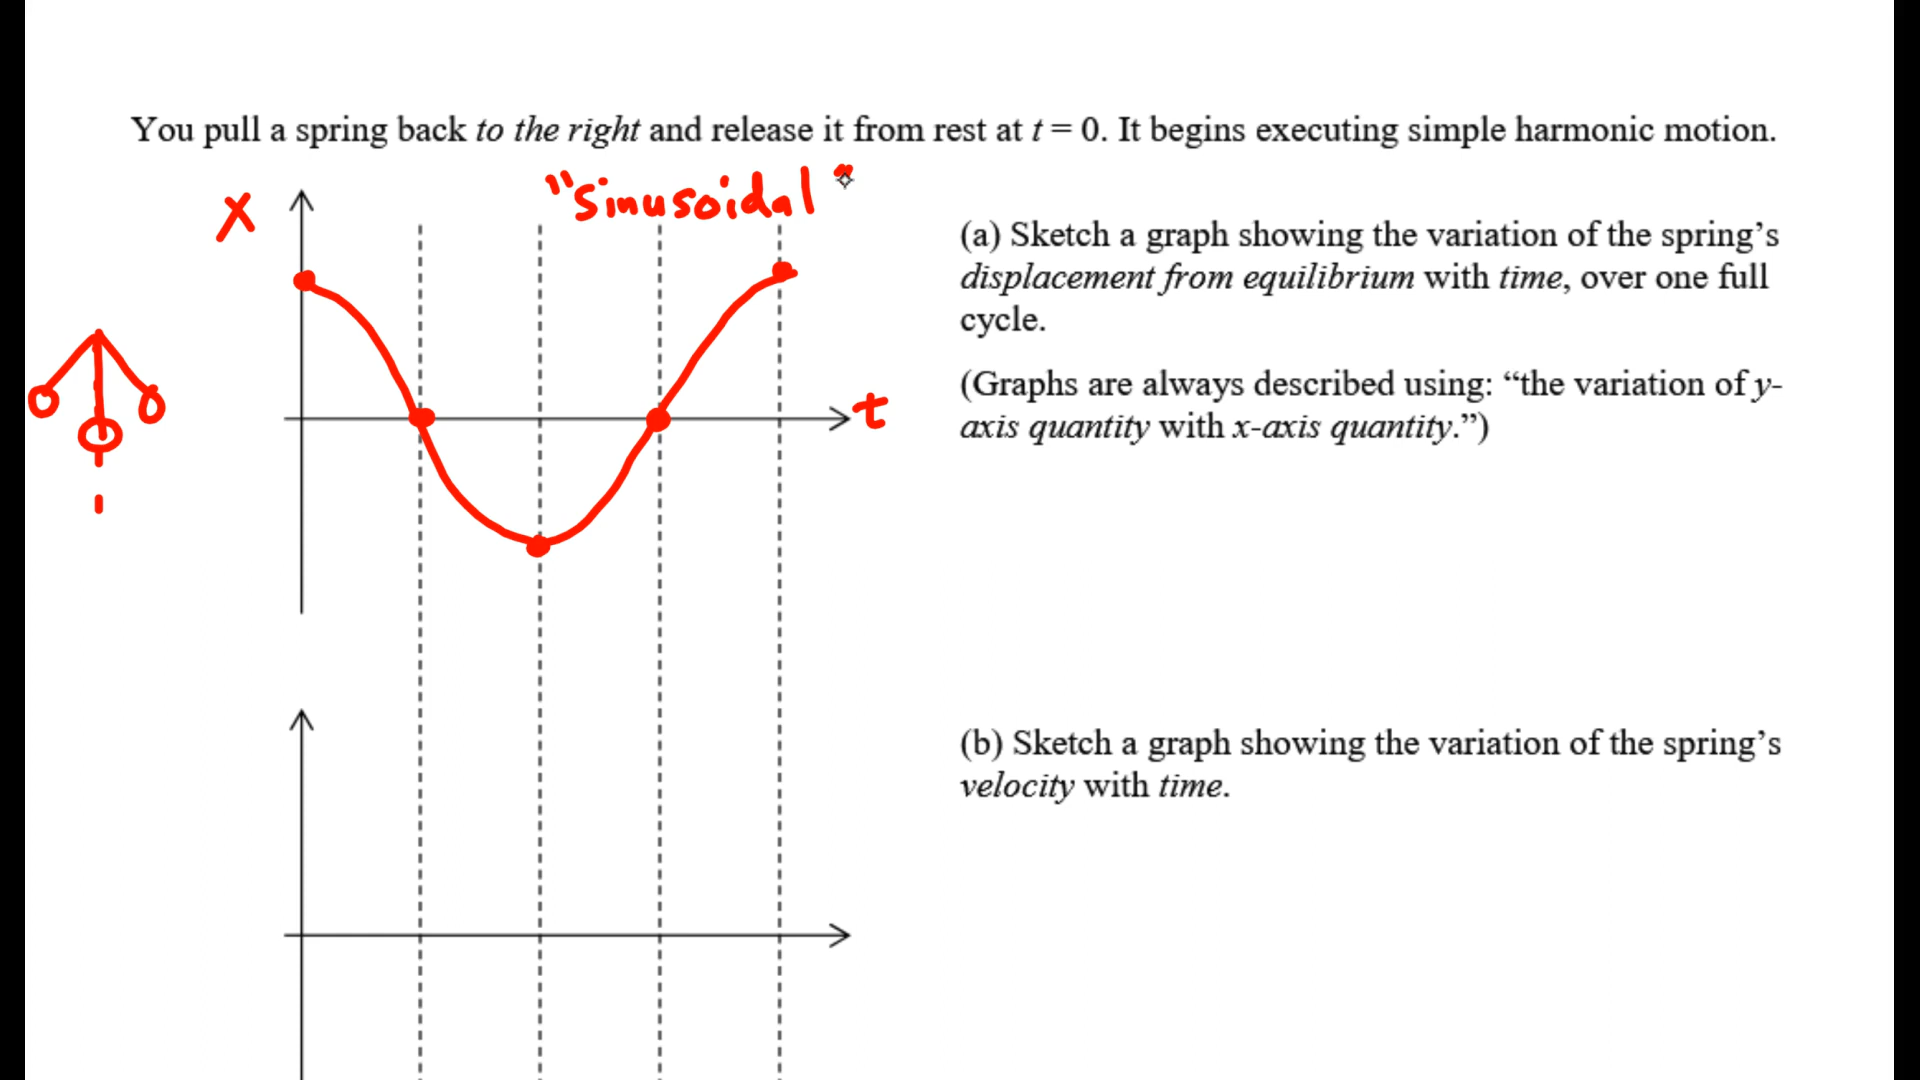 You pull a spring back to the right and release it from rest at t = 0. It begins executing simple harmonic motion.
"sinusoidal"
x
(a) Sketch a graph showing the variation of the spring’s
displacement from equilibrium with time, over one full
cycle.
(Graphs are always described using: “the variation of y-
axis quantity with x-axis quantity.”)
t
(b) Sketch a graph showing the variation of the spring’s
velocity with time.